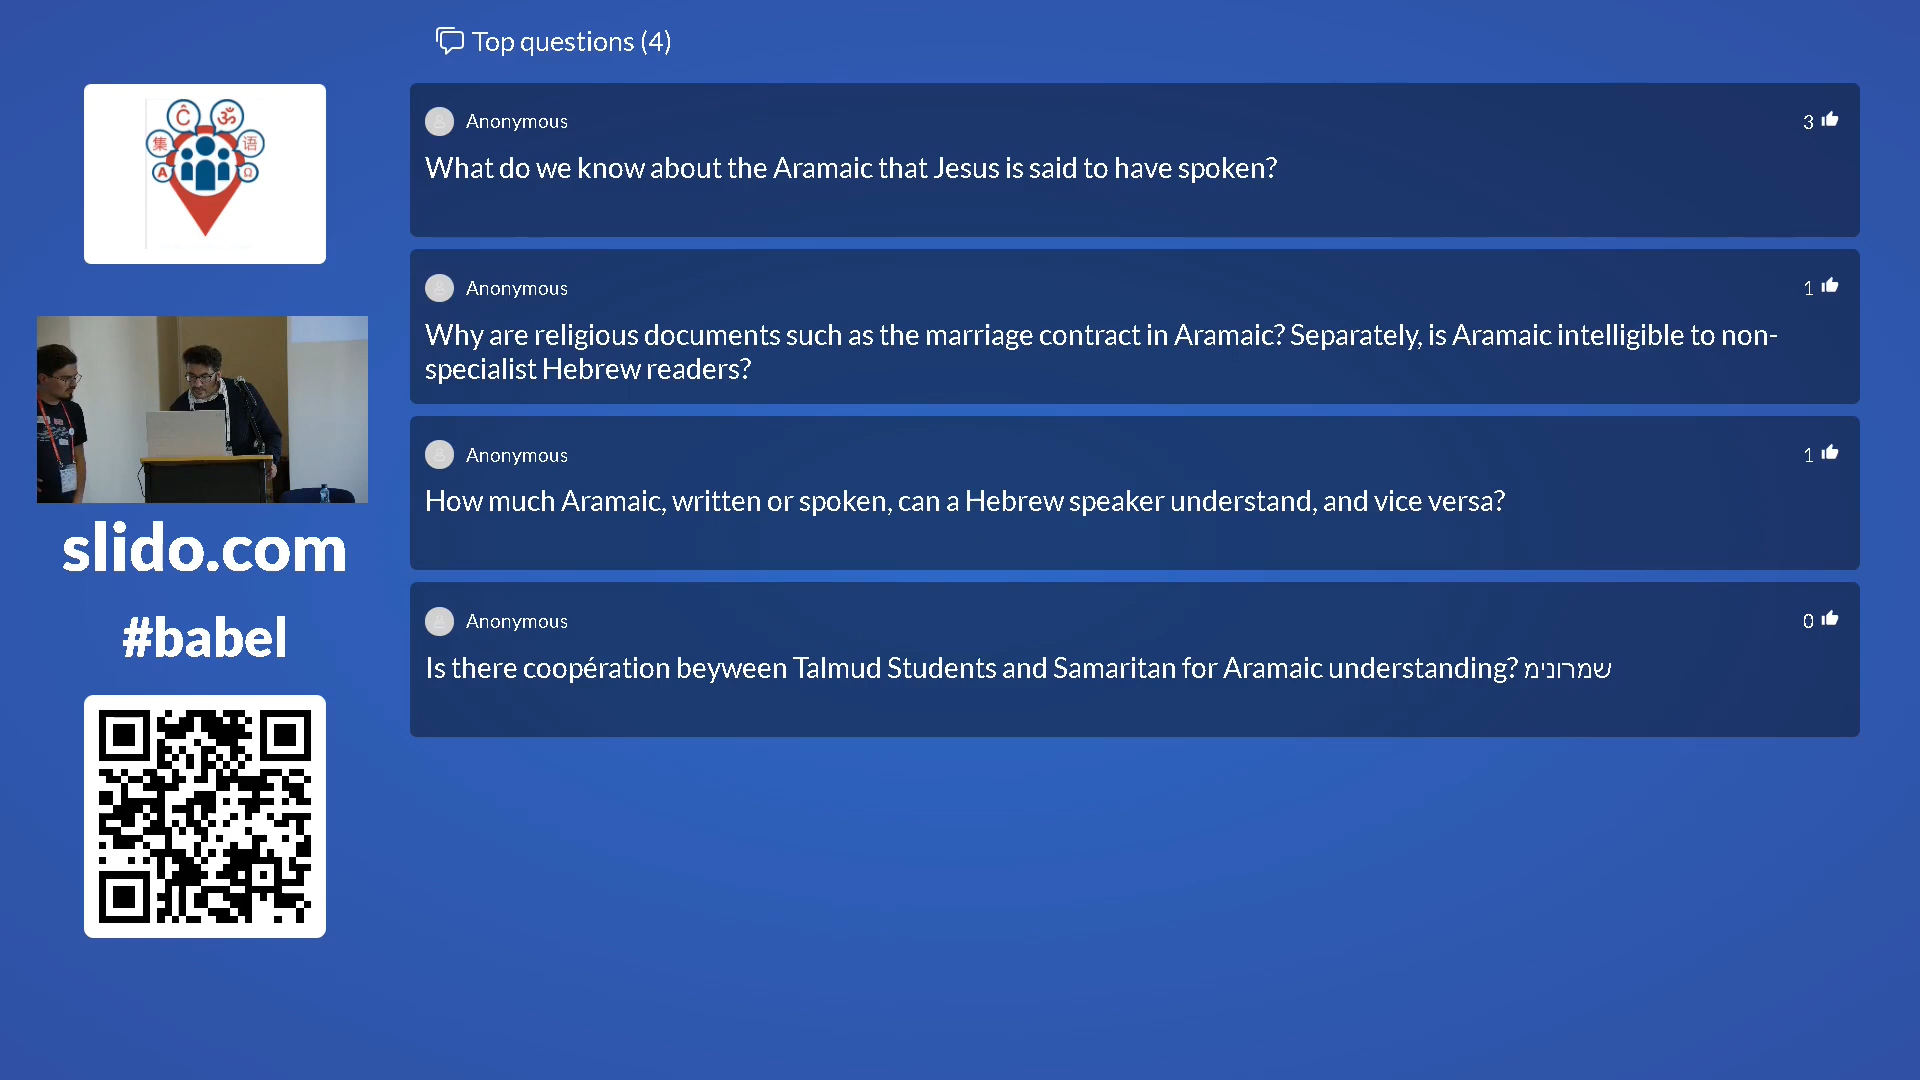 Top questions (4)
Ĉ
ॐ
集
语
A
Ω
Anonymous
3
What do we know about the Aramaic that Jesus is said to have spoken?
Anonymous
1
Why are religious documents such as the marriage contract in Aramaic? Separately, is Aramaic intelligible to non-
specialist Hebrew readers?
Anonymous
1
How much Aramaic, written or spoken, can a Hebrew speaker understand, and vice versa?
Anonymous
0
Is there coopération beyween Talmud Students and Samaritan for Aramaic understanding? שמרונימ
slido.com
#babel